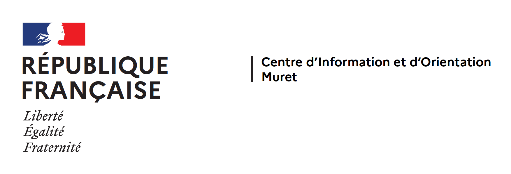 RÉPUBLIQUE
FRANÇAISE
Liberté
Égalité
Fraternité
Centre d'Information et d'Orientation
Muret